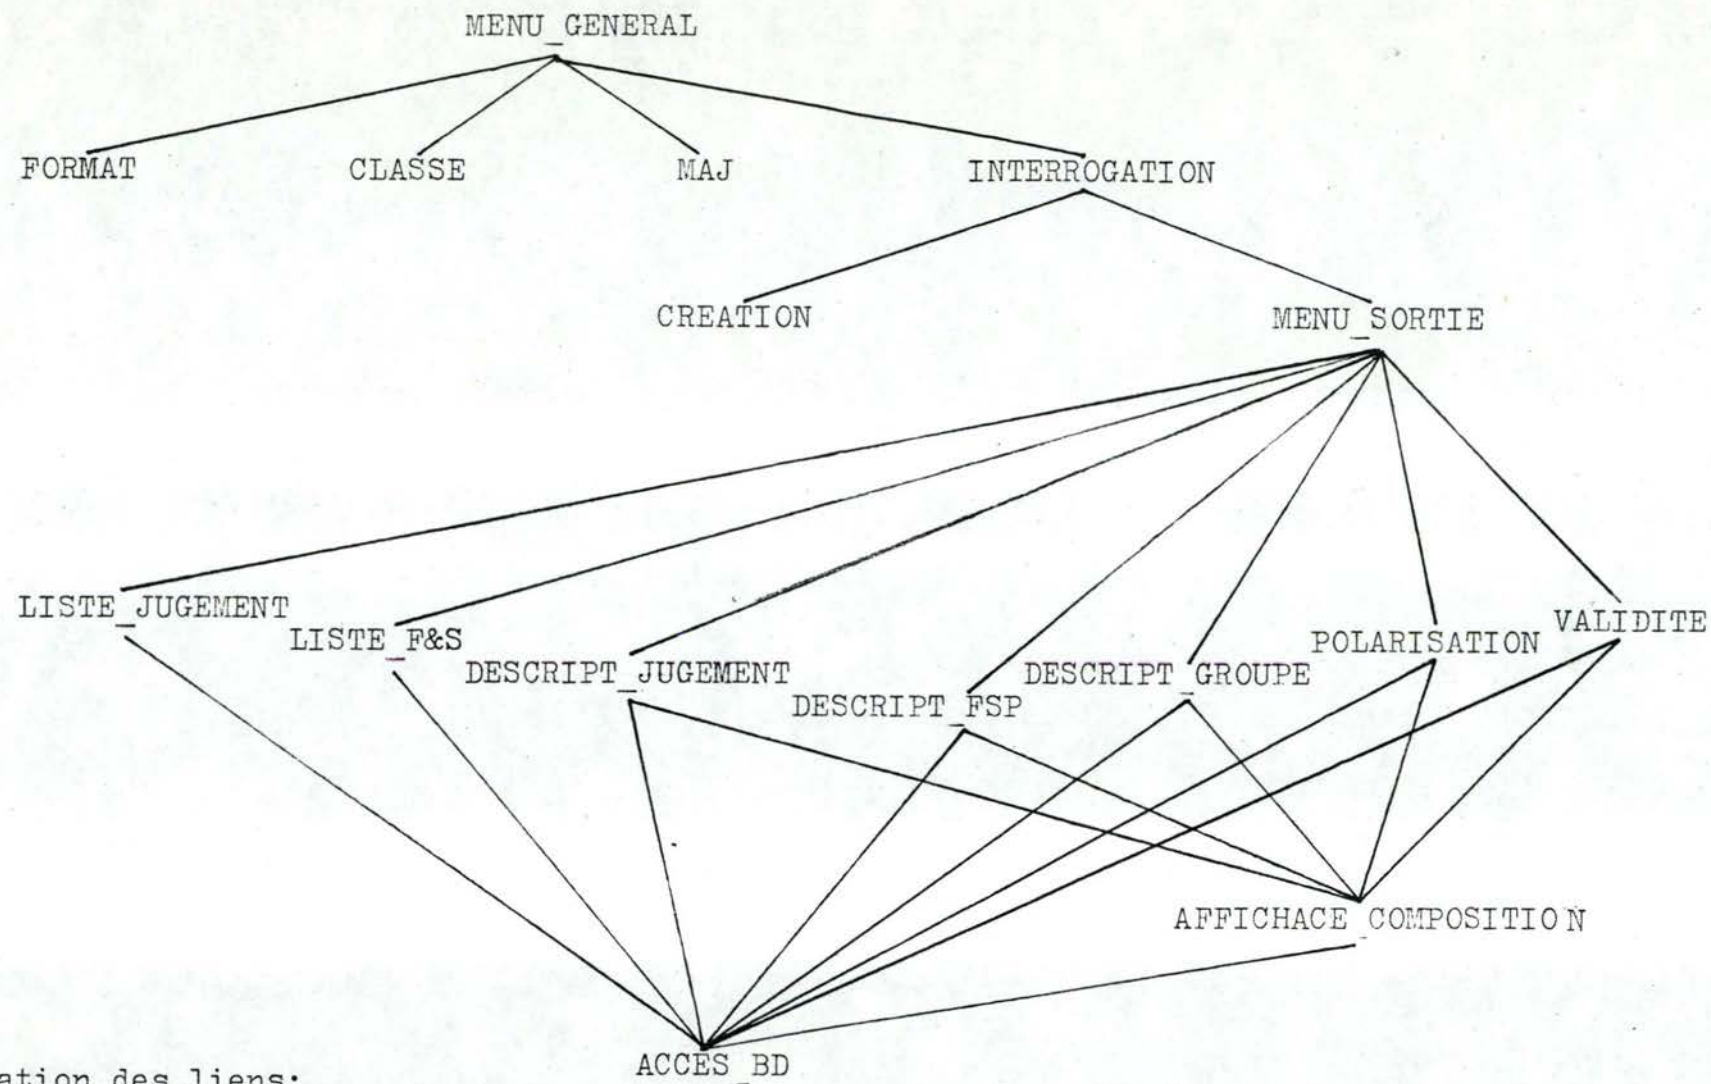 MENU_GENERAL
FORMAT
CLASSE
MAJ
INTERROGATION
CREATION
MENU_SORTIE
LISTE_JUGEMENT
LISTE_F&S
DESCRIPT_JUGEMENT
DESCRIPT_FSP
DESCRIPT_GROUPE
POLARISATION
VALIDITE
AFFICHACE_COMPOSITION
ACCES_BD
ation des liens: